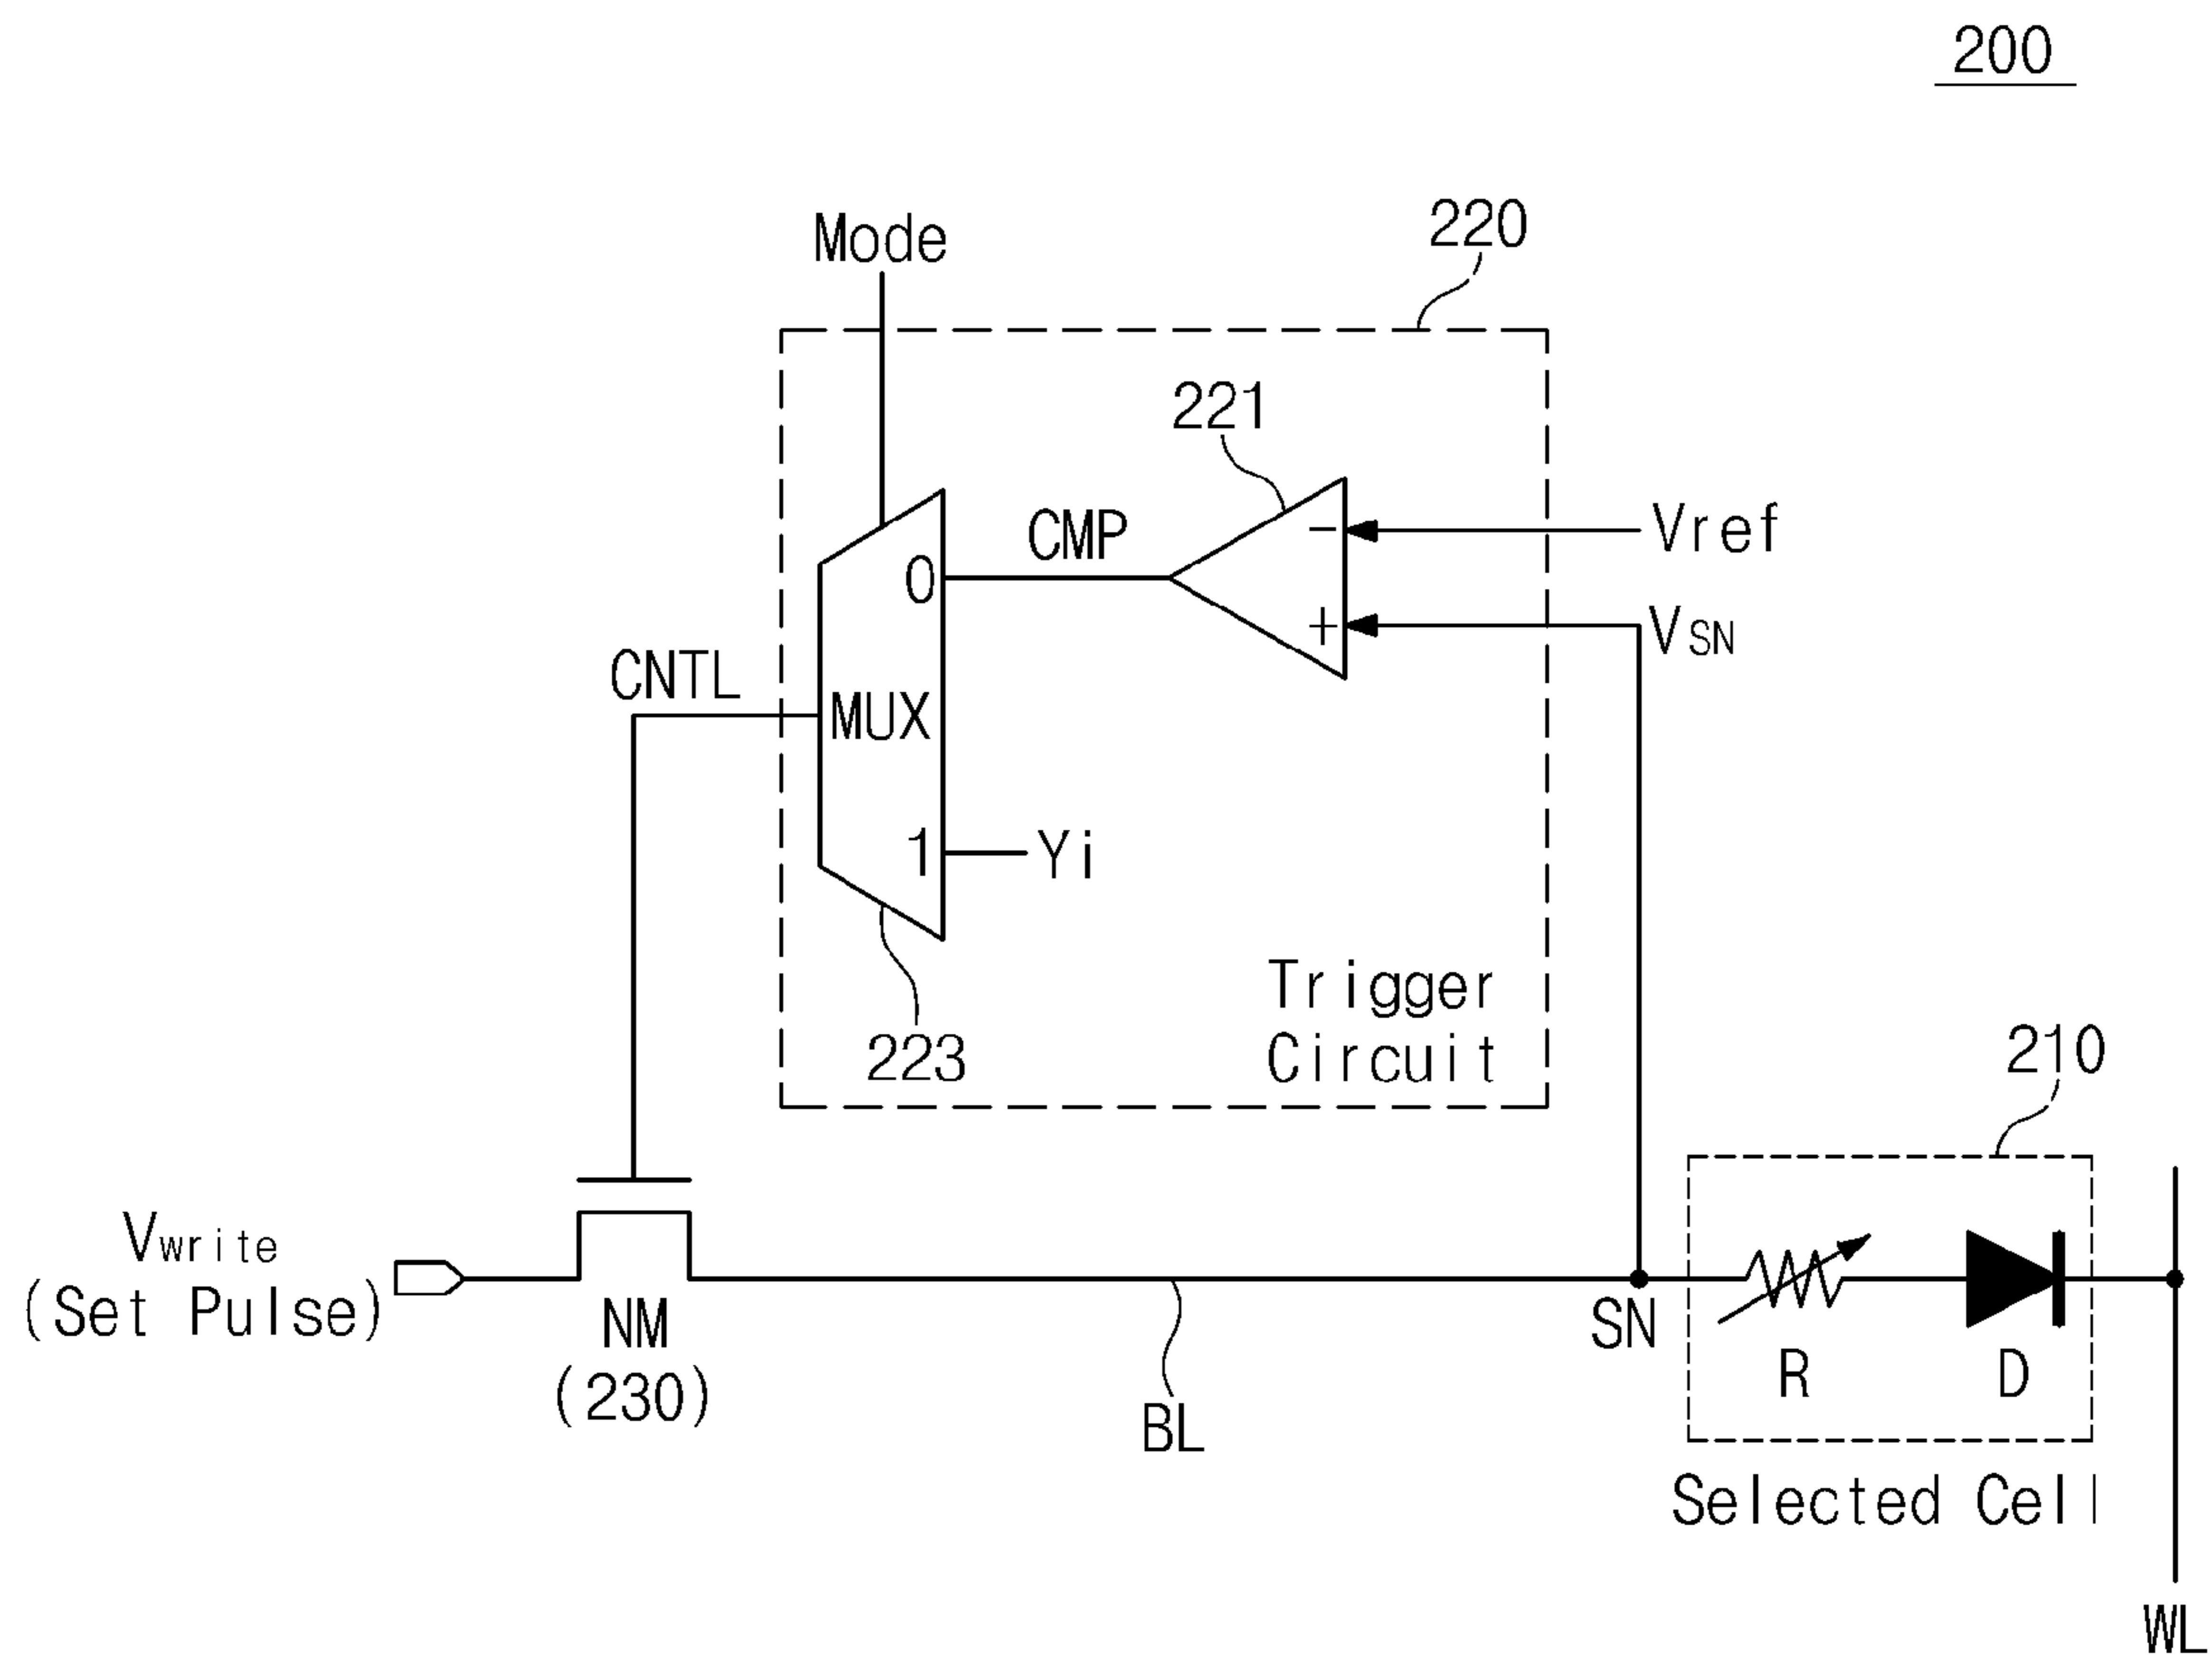 200
Mode
220
221
CMP
Vref
VSN
0
-
+
CNTL
MUX
1
Yi
Trigger
Circuit
223
210
Vwrite
(Set Pulse)
NM
(230)
BL
SN
R
D
Selected Cell
WL